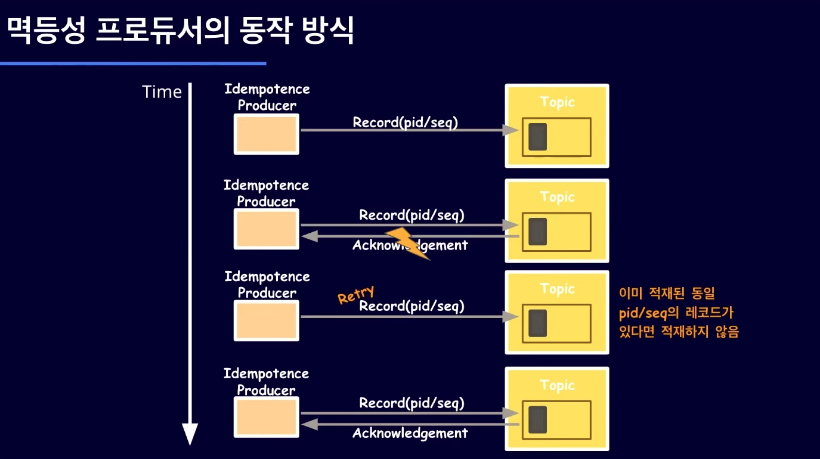 멱등성 프로듀서의 동작 방식
Time
Idempotence
Producer
Record(pid/seq)
Topic
Idempotence
Producer
Record(pid/seq)
Acknowledgement
Topic
Idempotence
Producer
Retry
Record(pid/seq)
Topic
이미 적재된 동일
pid/seq의 레코드가
있다면 적재하지 않음
Idempotence
Producer
Record(pid/seq)
Acknowledgement
Topic